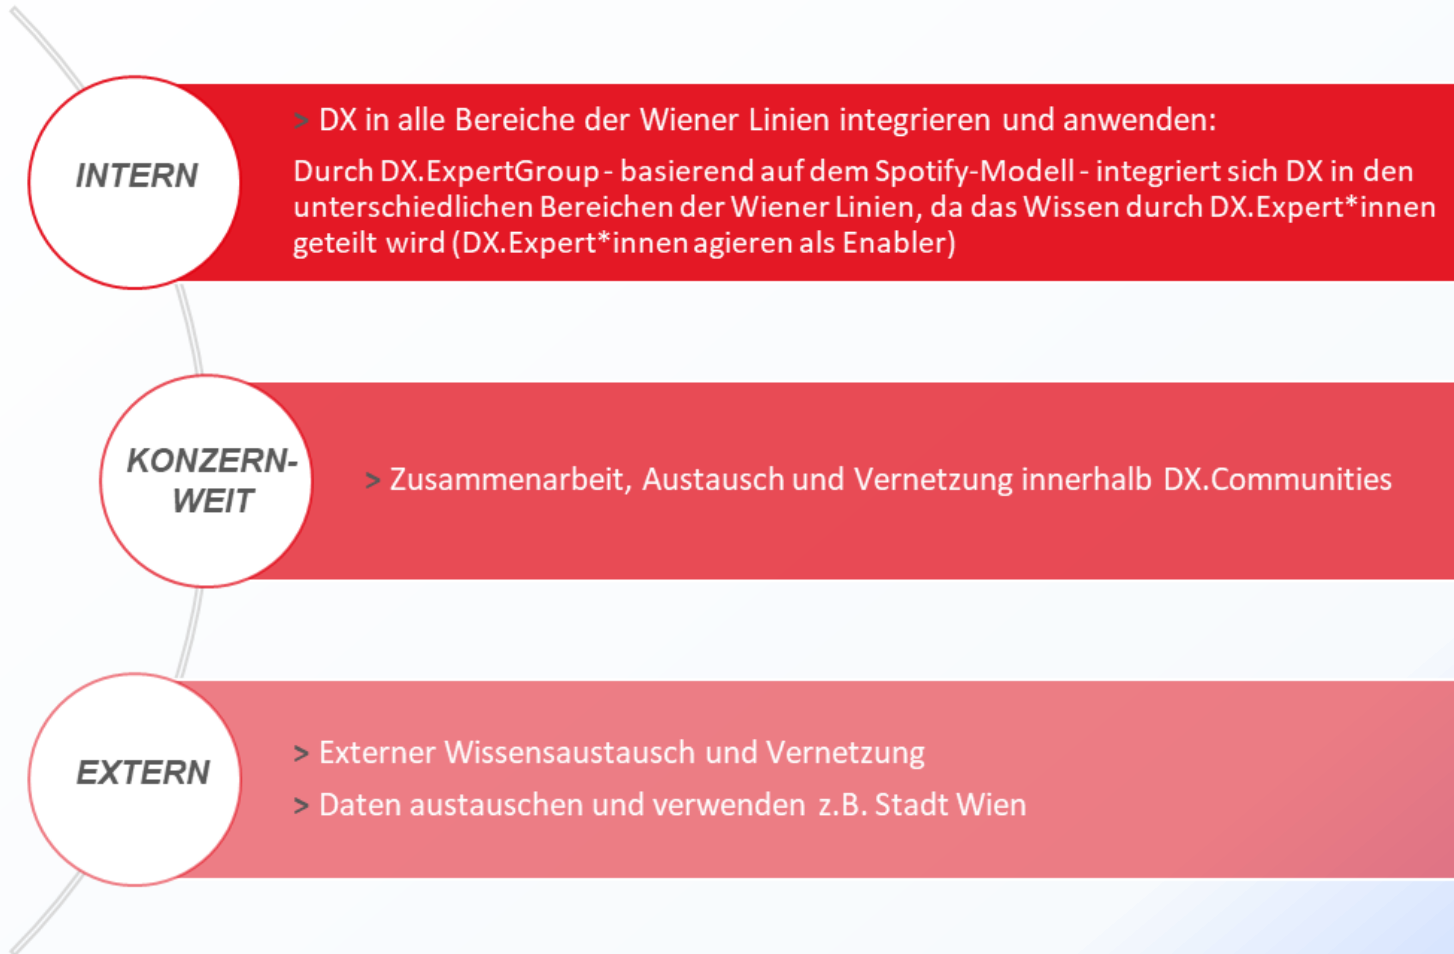 INTERN
> DX in alle Bereiche der Wiener Linien integrieren und anwenden:
Durch DX.ExpertGroup - basierend auf dem Spotify-Modell - integriert sich DX in den
unterschiedlichen Bereichen der Wiener Linien, da das Wissen durch DX.Expert*innen
geteilt wird (DX.Expert*innen agieren als Enabler)
KONZERN-
WEIT
> Zusammenarbeit, Austausch und Vernetzung innerhalb DX.Communities
EXTERN
> Externer Wissensaustausch und Vernetzung
> Daten austauschen und verwenden z.B. Stadt Wien